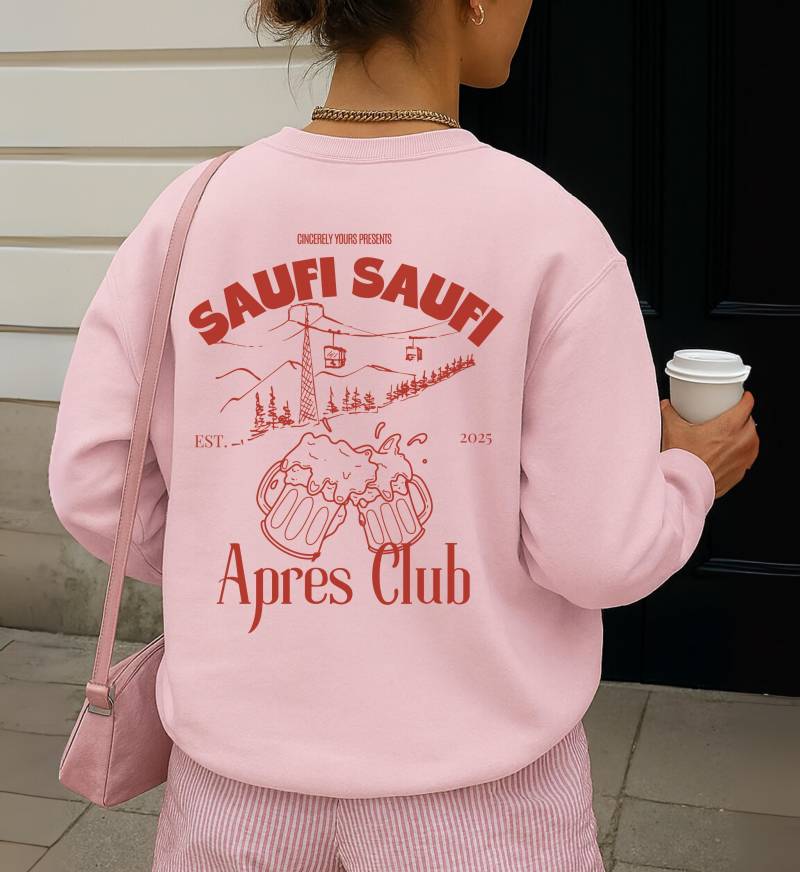 CINCERELY YOURS PRESENTS
SAUFI SAUFI
EST. 2025
Apres Club